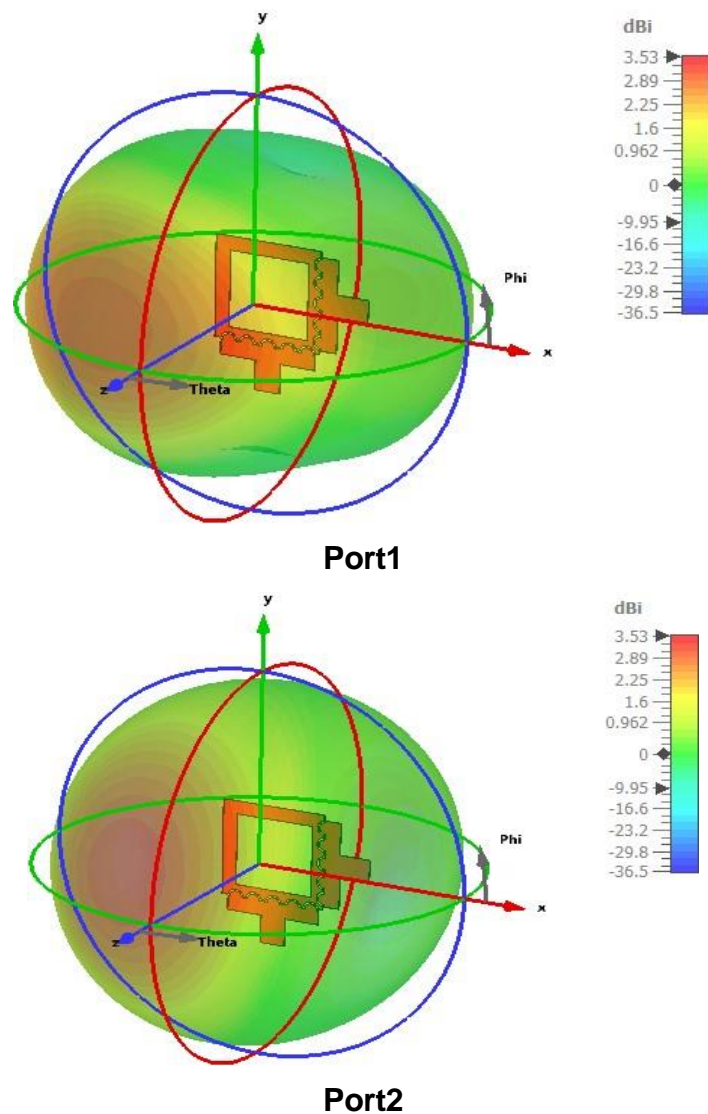 y
dBi
3.53
2.89
2.25
1.6
0.962
0
-9.95
-16.6
-23.2
-29.8
-36.5
Phi
x
z
Theta
Port1
y
dBi
3.53
2.89
2.25
1.6
0.962
0
-9.95
-16.6
-23.2
-29.8
-36.5
Phi
x
z
Theta
Port2